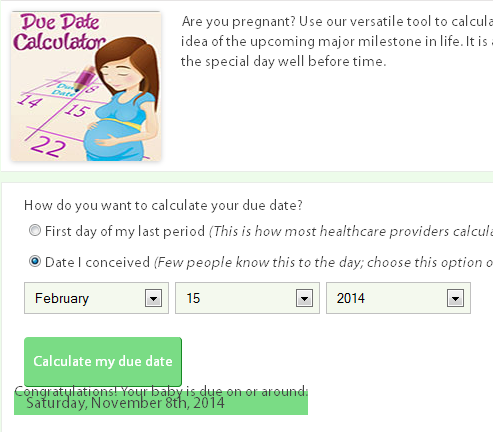 Due Date
Calculator
Due
Date
8
14
15
22
Are you pregnant? Use our versatile tool to calcula
idea of the upcoming major milestone in life. It is a
the special day well before time.
How do you want to calculate your due date?
First day of my last period (This is how most healthcare providers calcula
Date I conceived (Few people know this to the day; choose this option o
February 15 2014
Calculate my due date
Congratulations! Your baby is due on or around:
Saturday, November 8th, 2014